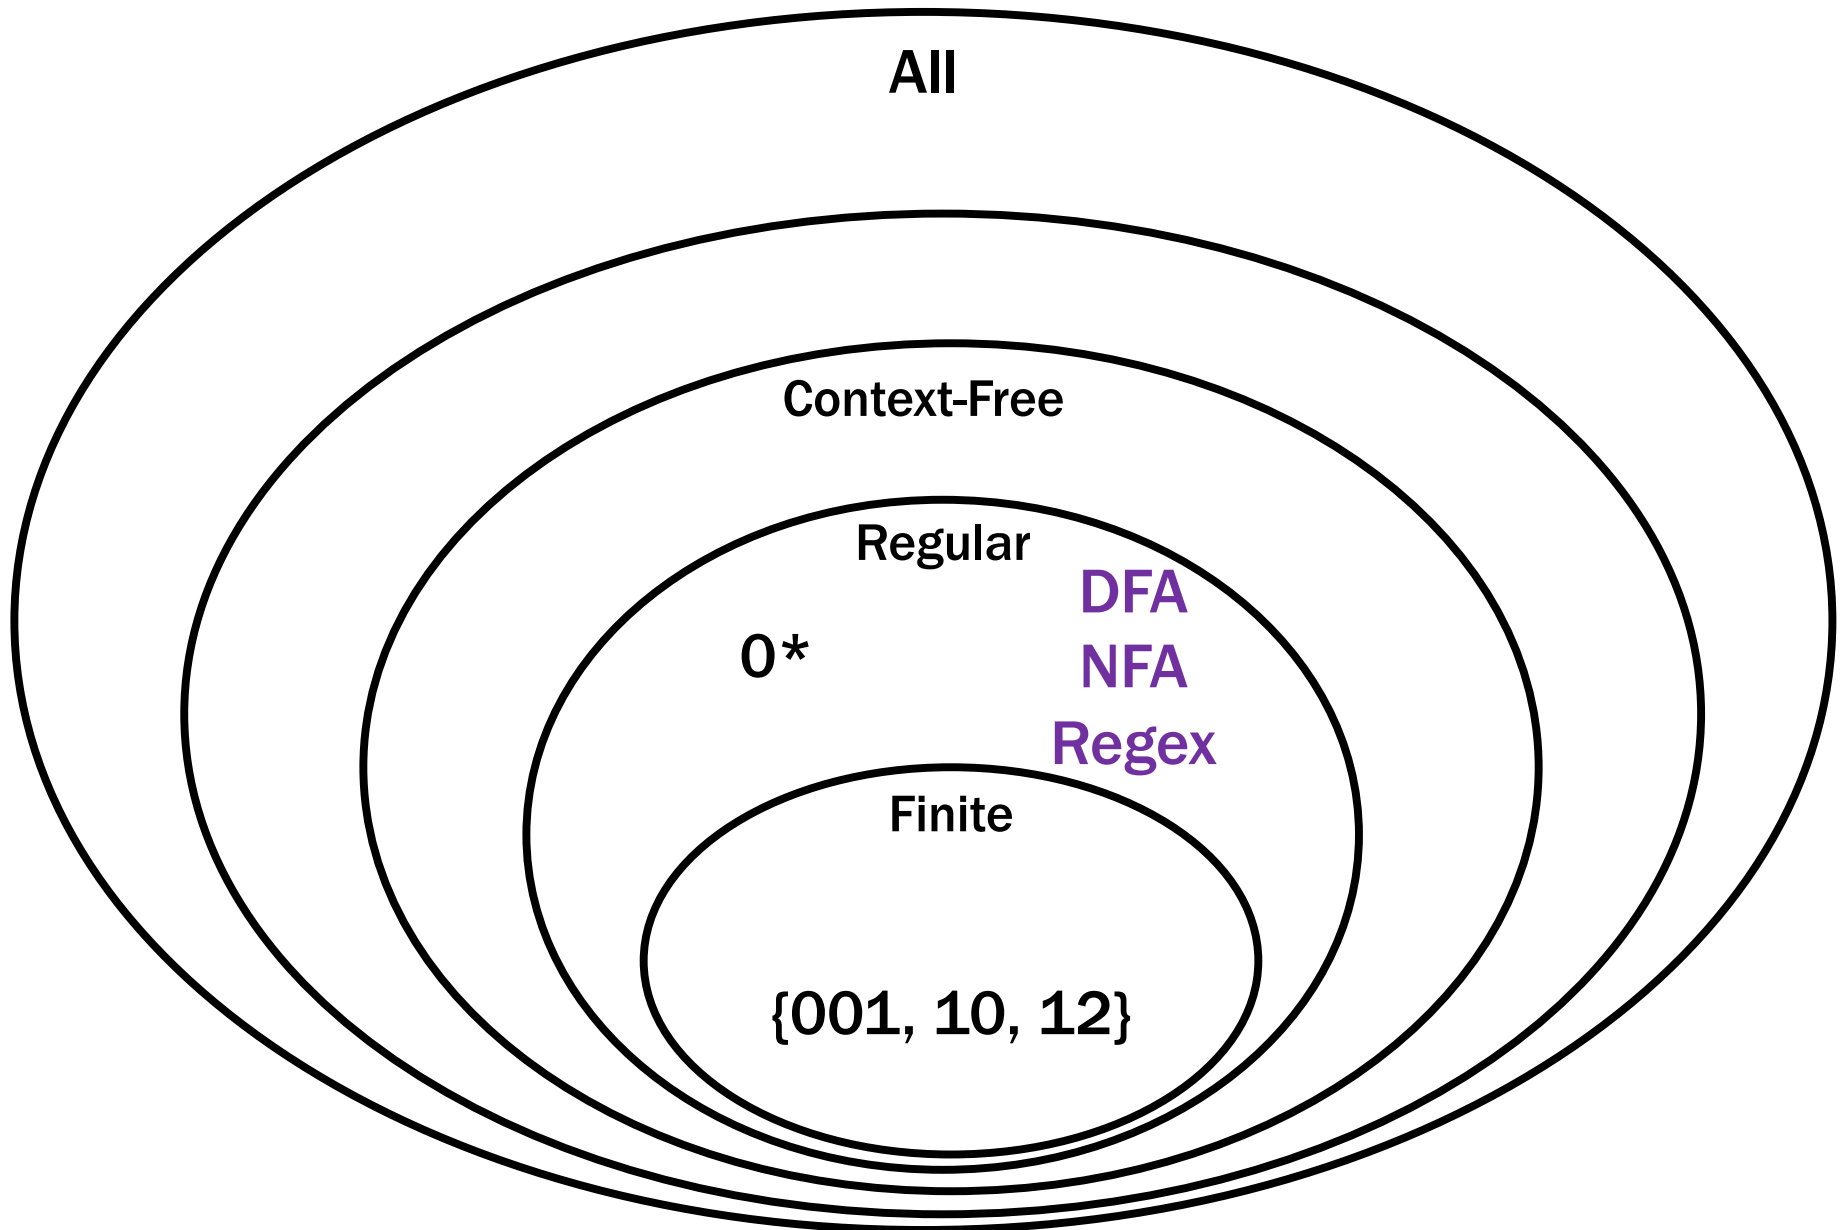 All
Context-Free
Regular
DFA
0*
NFA
Regex
Finite
{001, 10, 12}